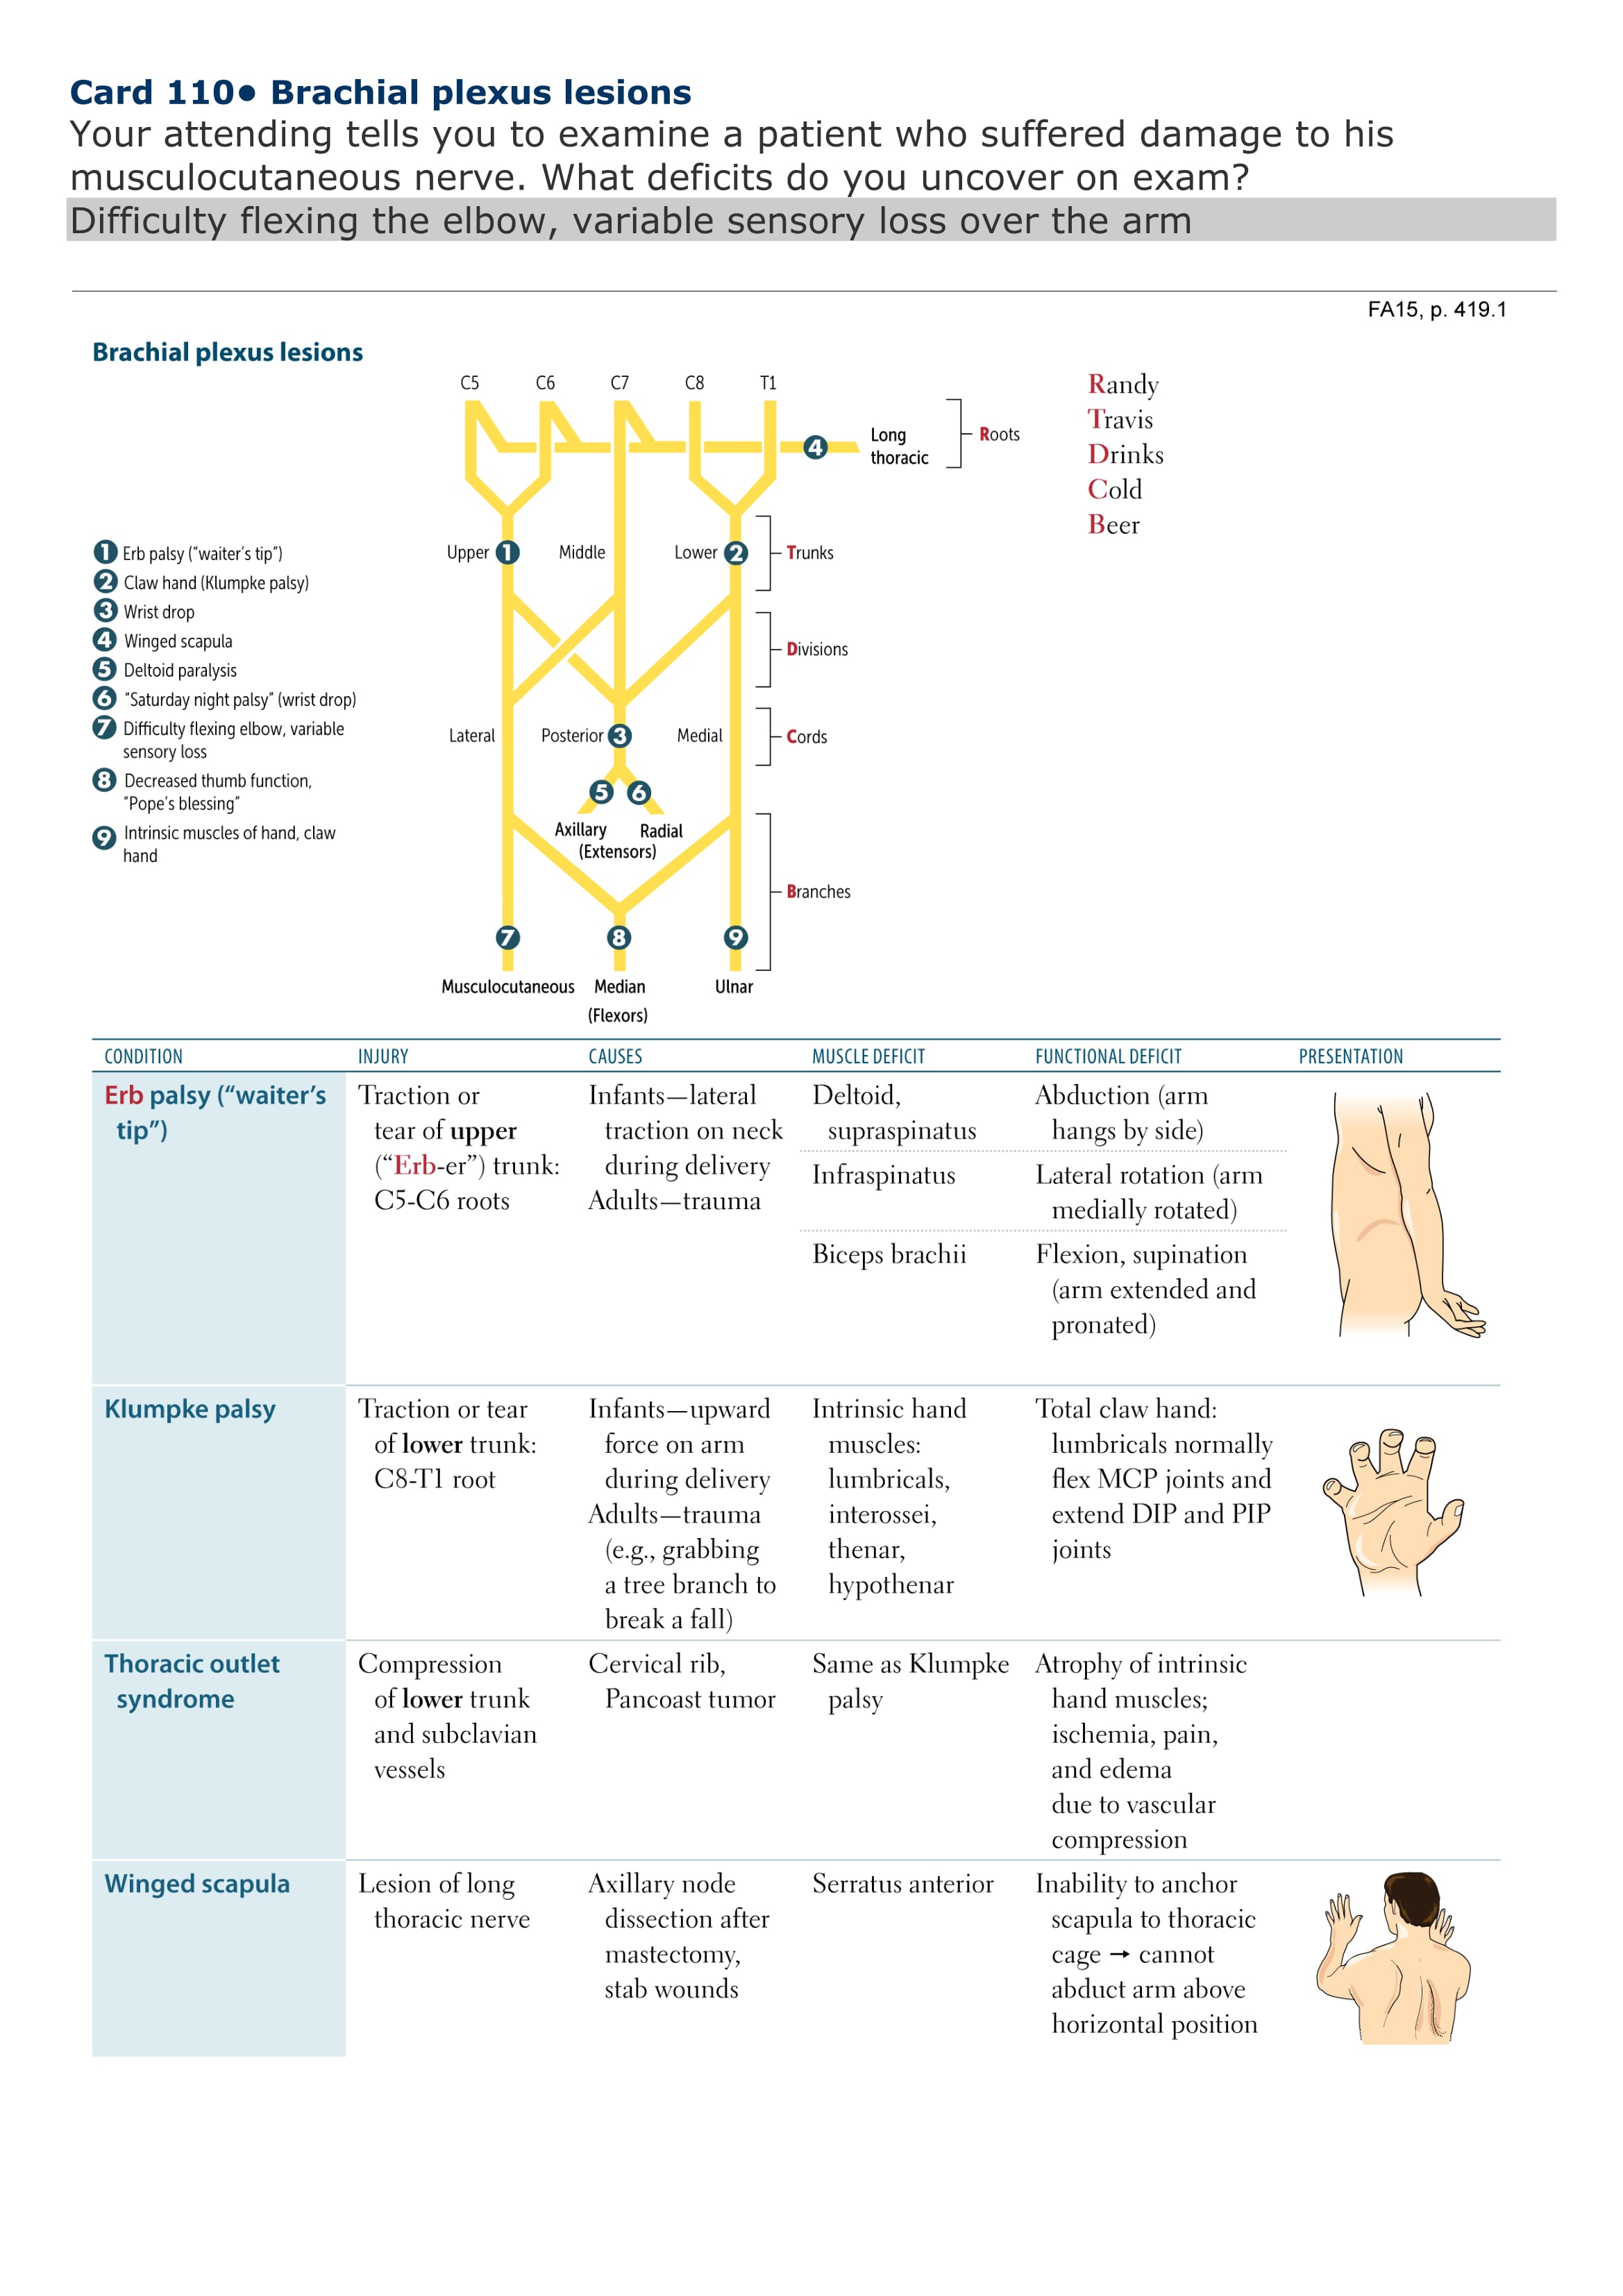 Card 110• Brachial plexus lesions
Your attending tells you to examine a patient who suffered damage to his
musculocutaneous nerve. What deficits do you uncover on exam?
Difficulty flexing the elbow, variable sensory loss over the arm
FA15, p. 419.1
Brachial plexus lesions
C5 C6 C7 C8 T1
4
Long
thoracic
Roots
Randy
Travis
Drinks
Cold
Beer
1 Erb palsy ("waiter's tip")
2 Claw hand (Klumpke palsy)
3 Wrist drop
4 Winged scapula
5 Deltoid paralysis
6 "Saturday night palsy" (wrist drop)
7 Difficulty flexing elbow, variable
sensory loss
8 Decreased thumb function,
"Pope's blessing"
9 Intrinsic muscles of hand, claw
hand
Upper 1 Middle Lower 2 Trunks
Divisions
Lateral Posterior 3 Medial Cords
5 6
Axillary Radial
(Extensors)
Branches
7 8 9
Musculocutaneous Median Ulnar
(Flexors)
CONDITION INJURY CAUSES MUSCLE DEFICIT FUNCTIONAL DEFICIT PRESENTATION
Erb palsy ("waiter's
tip")
Traction or
tear of upper
("Erb-er") trunk:
C5-C6 roots
Infants—lateral
traction on neck
during delivery
Adults—trauma
Deltoid,
supraspinatus
Abduction (arm
hangs by side)
Infraspinatus
Lateral rotation (arm
medially rotated)
Biceps brachii
Flexion, supination
(arm extended and
pronated)
Klumpke palsy
Traction or tear
of lower trunk:
C8-T1 root
Infants—upward
force on arm
during delivery
Adults—trauma
(e.g., grabbing
a tree branch to
break a fall)
Intrinsic hand
muscles:
lumbricals,
interossei,
thenar,
hypothenar
Total claw hand:
lumbricals normally
flex MCP joints and
extend DIP and PIP
joints
Thoracic outlet
syndrome
Compression
of lower trunk
and subclavian
vessels
Cervical rib,
Pancoast tumor
Same as Klumpke
palsy
Atrophy of intrinsic
hand muscles;
ischemia, pain,
and edema
due to vascular
compression
Winged scapula
Lesion of long
thoracic nerve
Axillary node
dissection after
mastectomy,
stab wounds
Serratus anterior
Inability to anchor
scapula to thoracic
cage → cannot
abduct arm above
horizontal position